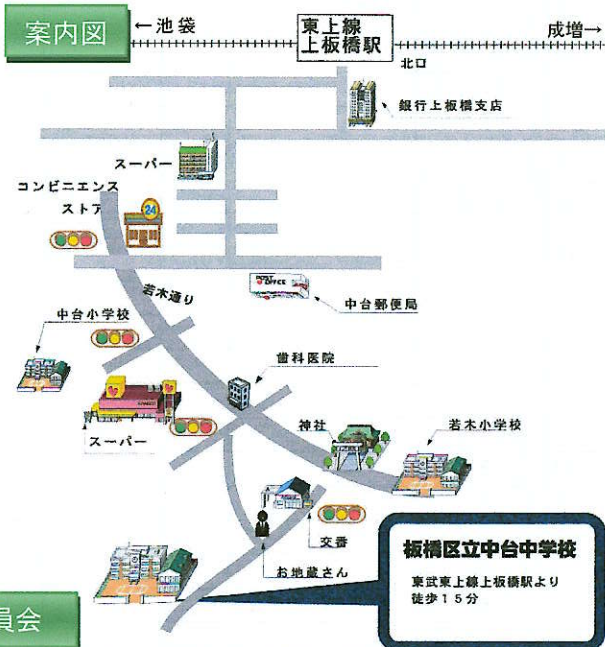 案内図
←池袋
東上線
上板橋駅
成増→
北口
銀行上板橋支店
スーパー
コンビニエンス
ストア
24
若木通り
POST
OFFICE
中台郵便局
中台小学校
歯科医院
スーパー
神社
若木小学校
交番
お地蔵さん
板橋区立中台中学校
東武東上線上板橋駅より
徒歩15分
員会